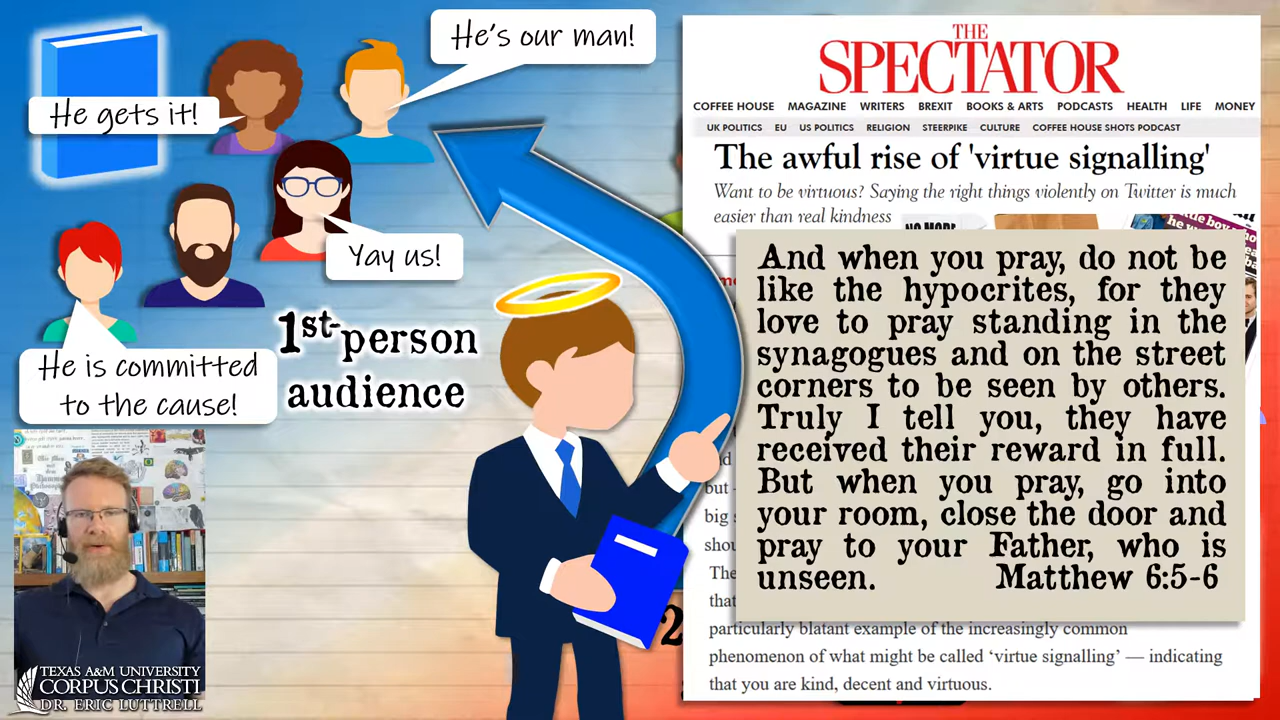 He's our man!
He gets it!
Yay us!
1st-person
audience
He is committed
to the cause!
TEXAS A&M UNIVERSITY
CORPUS CHRISTI
DR. ERIC LUTTRELL
THE
SPECTATOR
COFFEE HOUSE MAGAZINE WRITERS BREXIT BOOKS & ARTS PODCASTS HEALTH LIFE MONEY
UK POLITICS EU US POLITICS RELIGION STEERPIKE CULTURE COFFEE HOUSE SHOTS PODCAST
The awful rise of 'virtue signalling'
Want to be virtuous? Saying the right things violently on Twitter is much
easier than real kindness
NO MORE
And when you pray, do not be
like the hypocrites, for they
love to pray standing in the
synagogues and on the street
corners to be seen by others.
Truly I tell you, they have
received their reward in full.
But when you pray, go into
your room, close the door and
pray to your Father, who is
unseen. Matthew 6:5-6
but
big
The
that
particularly blatant example of the increasingly common
phenomenon of what might be called ‘virtue signalling’ — indicating
that you are kind, decent and virtuous.
2